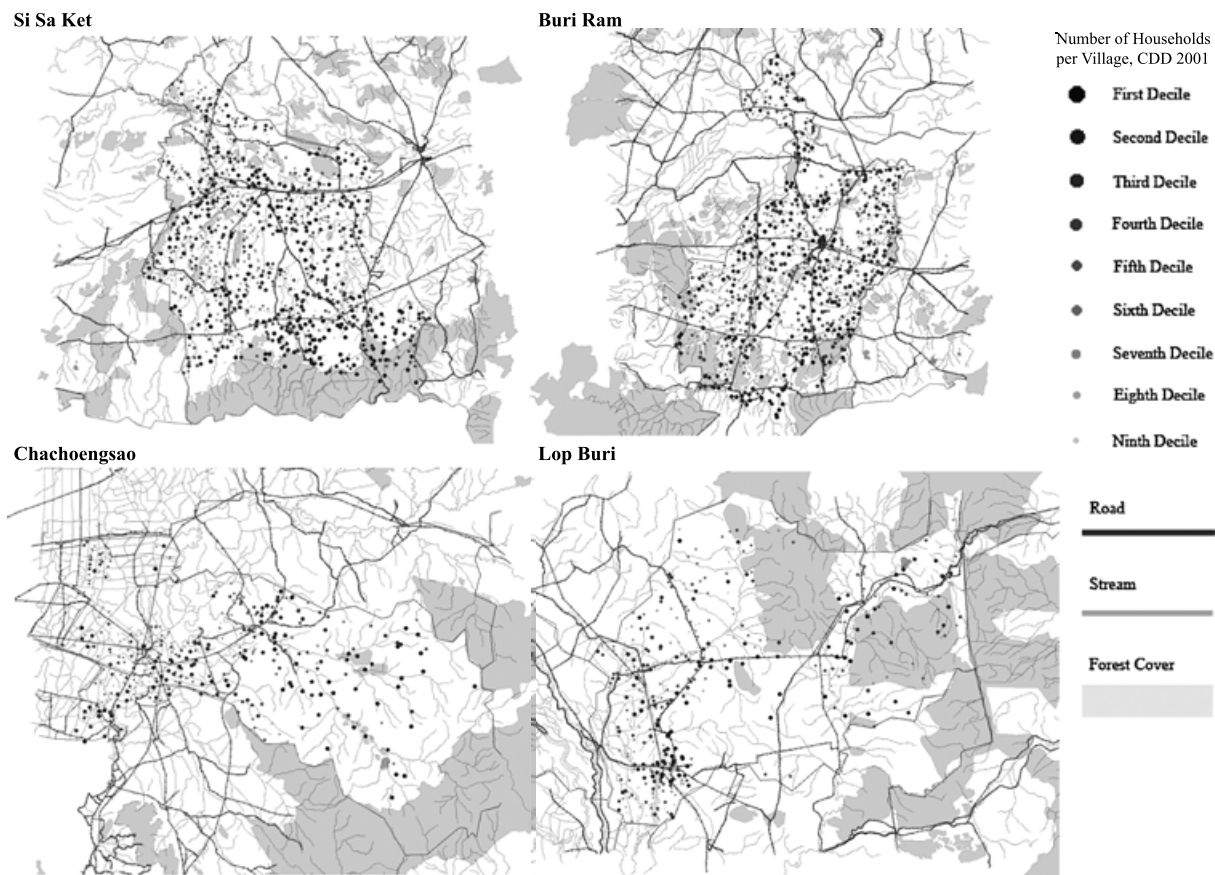 Si Sa Ket
Buri Ram
Number of Households
per Village, CDD 2001
First Decile
Second Decile
Third Decile
Fourth Decile
Fifth Decile
Sixth Decile
Seventh Decile
Eighth Decile
Ninth Decile
Chachoengsao
Lop Buri
Road
Stream
Forest Cover